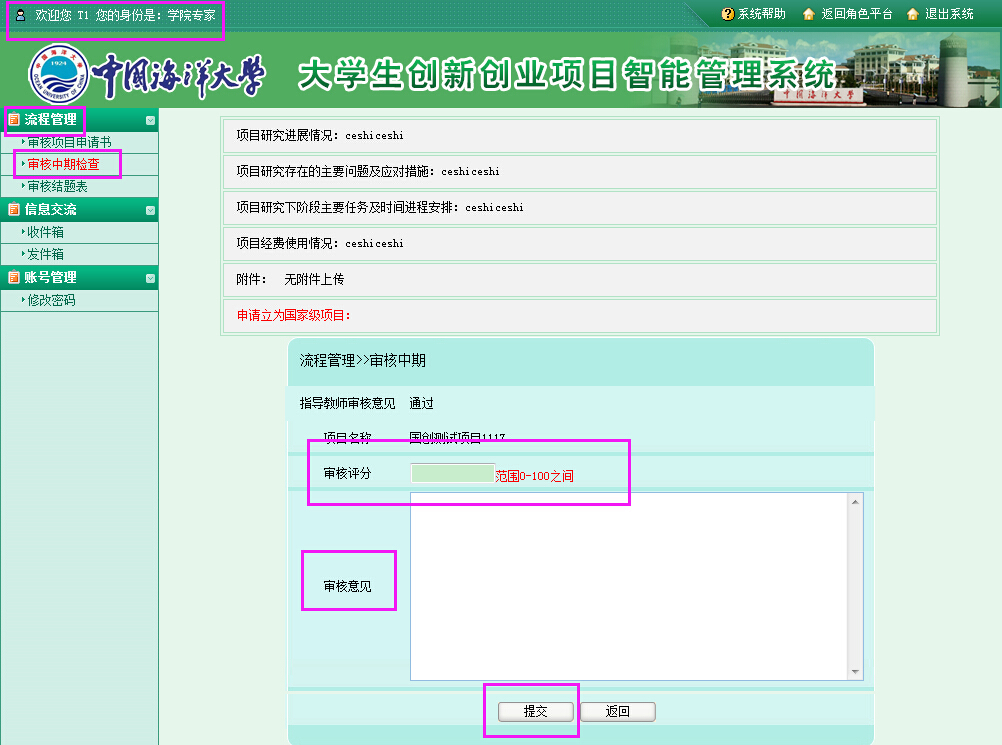 欢迎您 T1 您的身份是：学院专家
系统帮助 返回角色平台 退出系统
1924
OCEAN UNIVERSITY OF CHINA
中国海洋大学
大学生创新创业项目智能管理系统
中国海洋大学
流程管理
审核项目申请书
审核中期检查
审核结题表
信息交流
收件箱
发件箱
账号管理
修改密码
项目研究进展情况：ceshiceshi
项目研究存在的主要问题及应对措施：ceshiceshi
项目研究下阶段主要任务及时间进程安排：ceshiceshi
项目经费使用情况：ceshiceshi
附件： 无附件上传
申请立为国家级项目：
流程管理>>审核中期
指导教师审核意见 通过
项目名称 国创测试项目1117
审核评分 范围0-100之间
审核意见
提交 返回